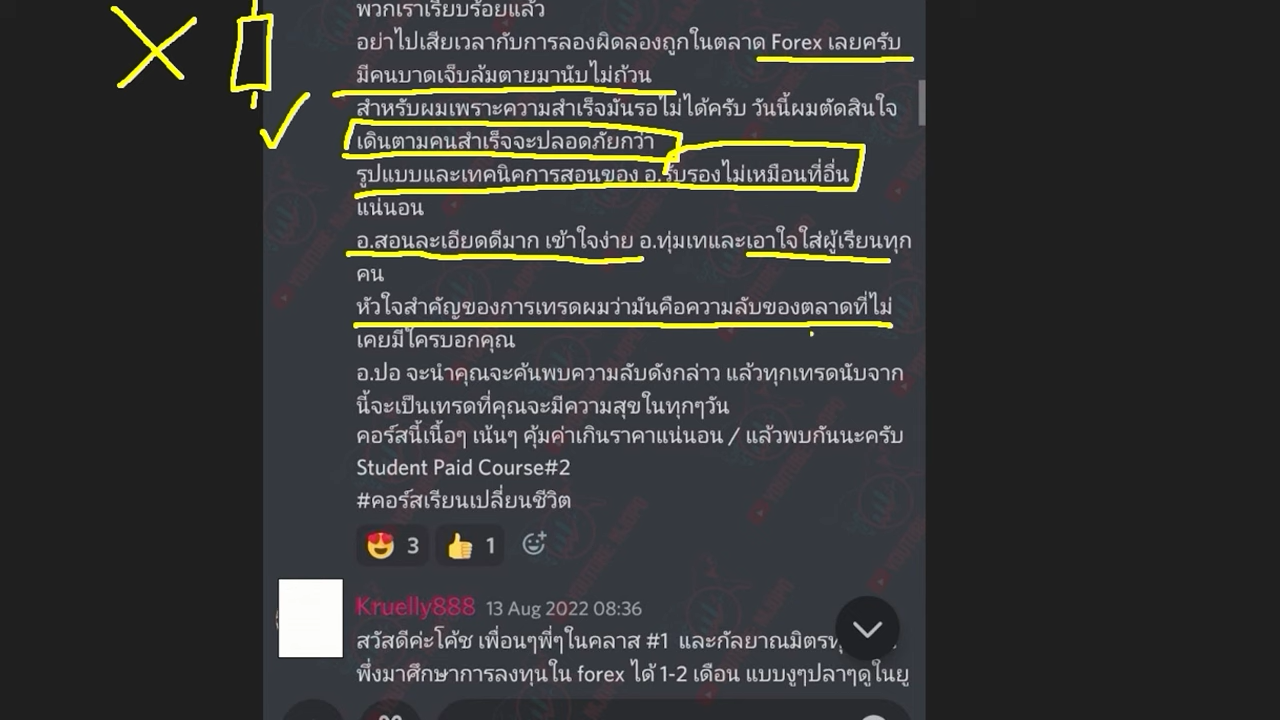 พวกเราเรียบร้อยแล้ว
อย่าไปเสียเวลากับการลองผิดลองถูกในตลาด Forex เลยครับ
มีคนบาดเจ็บล้มตายมานับไม่ถ้วน
สำหรับผมเพราะความสำเร็จมันรอไม่ได้ครับ วันนี้ผมตัดสินใจ
เดินตามคนสำเร็จจะปลอดภัยกว่า
รูปแบบและเทคนิคการสอนของ อ.รับรองไม่เหมือนที่อื่น
แน่นอน
อ.สอนละเอียดดีมาก เข้าใจง่าย อ.ทุ่มเทและเอาใจใส่ผู้เรียนทุก
คน
หัวใจสำคัญของการเทรดผมว่ามันคือความลับของตลาดที่ไม่
เคยมีใครบอกคุณ
อ.ปอ จะนำคุณจะค้นพบความลับดังกล่าว แล้วทุกเทรดนับจาก
นี้จะเป็นเทรดที่คุณจะมีความสุขในทุกๆวัน
คอร์สนี้เนื้อๆ เน้นๆ คุ้มค่าเกินราคาแน่นอน / แล้วพบกันนะครับ
Student Paid Course#2
#คอร์สเรียนเปลี่ยนชีวิต
3 1
Kruelly888 13 Aug 2022 08:36
สวัสดีค่ะโค้ช เพื่อนๆพี่ๆในคลาส #1 และกัลยาณมิตร
พึ่งมาศึกษาการลงทุนใน forex ได้ 1-2 เดือน แบบงูๆปลาๆดูในยู